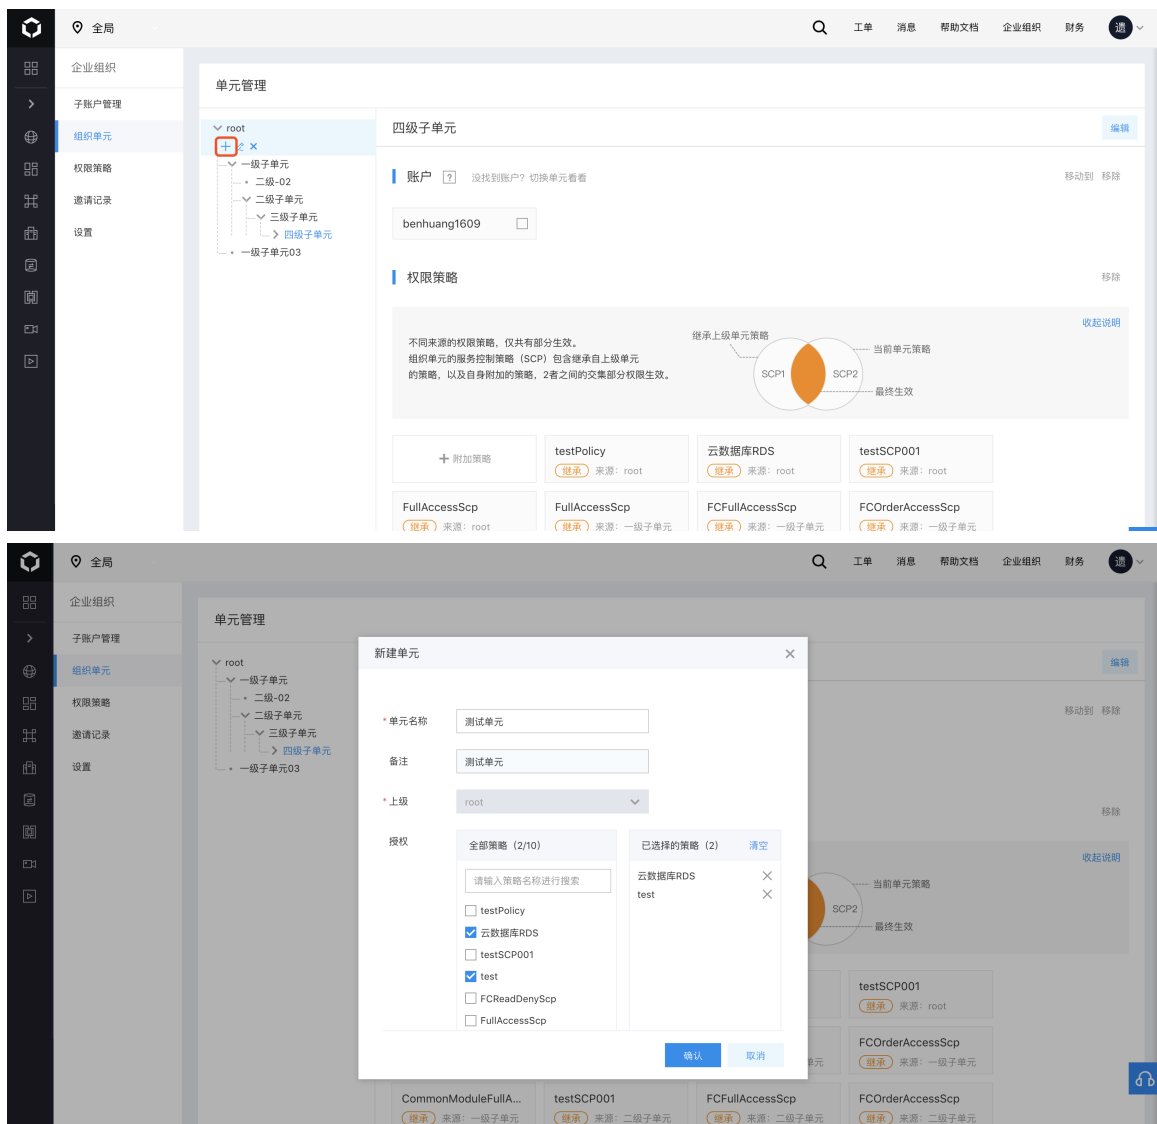 全局
工单 消息 帮助文档 企业组织 财务 遗
企业组织
子账户管理
组织单元
权限策略
邀请记录
设置
单元管理
root
一级子单元
二级-02
二级子单元
三级子单元
四级子单元
一级子单元03
四级子单元
编辑
账户 ? 没找到账户？切换单元看看
移动到 移除
benhuang1609
权限策略
移除
收起说明
不同来源的权限策略，仅共有部分生效。
组织单元的服务控制策略（SCP）包含继承自上级单元
的策略，以及自身附加的策略，2者之间的交集部分权限生效。
继承上级单元策略
当前单元策略
SCP1
SCP2
最终生效
附加策略
testPolicy
继承 来源：root
云数据库RDS
继承 来源：root
testSCP001
继承 来源：root
FullAccessScp
继承 来源：root
FullAccessScp
继承 来源：一级子单元
FCFullAccessScp
继承 来源：一级子单元
FCOrderAccessScp
继承 来源：一级子单元
全局
工单 消息 帮助文档 企业组织 财务 遗
企业组织
子账户管理
组织单元
权限策略
邀请记录
设置
单元管理
root
一级子单元
二级-02
二级子单元
三级子单元
四级子单元
一级子单元03
编辑
移动到 移除
移除
收起说明
当前单元策略
SCP2
最终生效
新建单元
*单元名称 测试单元
备注 测试单元
*上级 root
授权
全部策略（2/10）
请输入策略名称进行搜索
testPolicy
云数据库RDS
testSCP001
test
FCReadDenyScp
FullAccessScp
已选择的策略（2） 清空
云数据库RDS
test
确认 取消
testSCP001
继承 来源：root
单元
FCOrderAccessScp
继承 来源：一级子单元
CommonModuleFullA...
继承 来源：一级子单元
testSCP001
继承 来源：二级子单元
FCFullAccessScp
继承 来源：二级子单元
FCOrderAccessScp
继承 来源：二级子单元